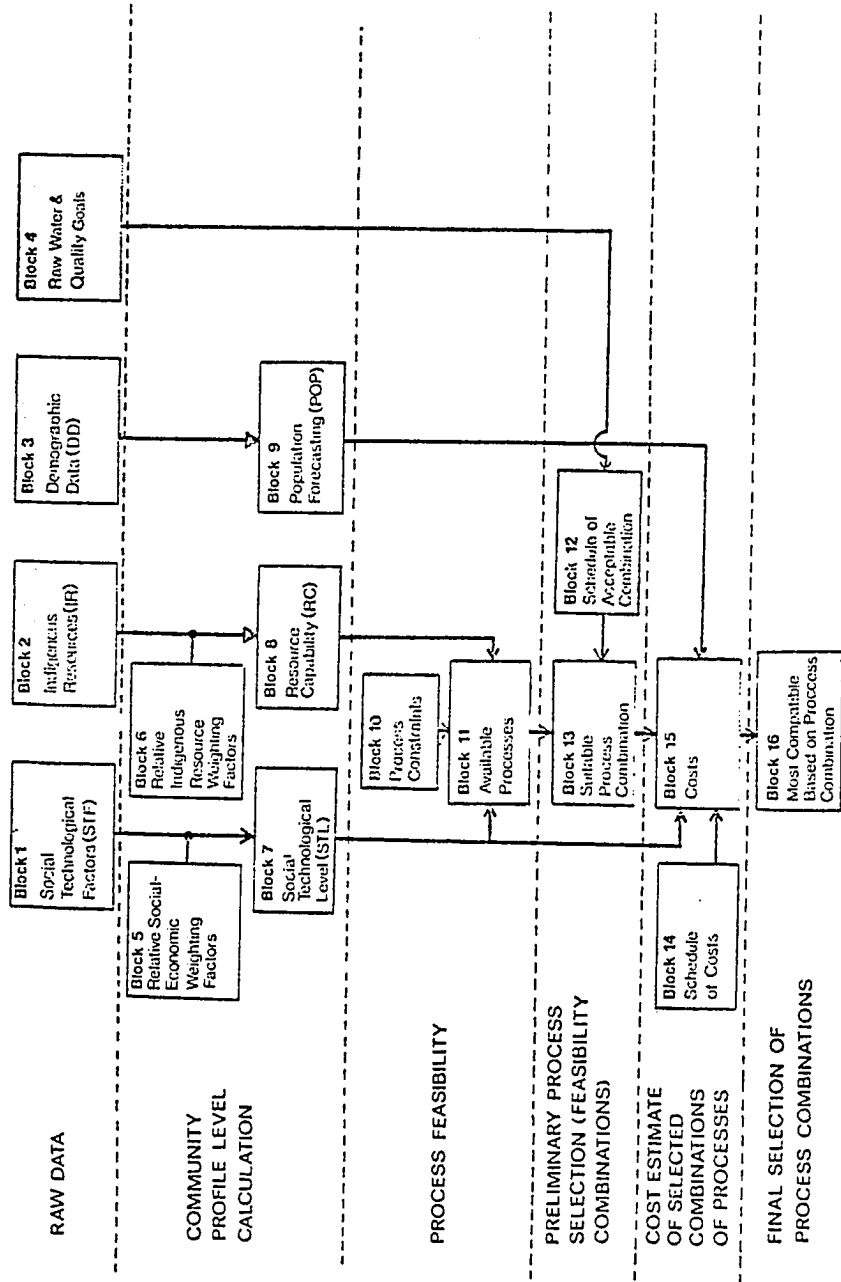 RAW DATA
Block 1
Social
Technological
Factors (STF)
Block 2
Indigenous
Resources (IR)
Block 3
Demographic
Data (DD)
Block 4
Raw Water &
Quality Goals
COMMUNITY
PROFILE LEVEL
CALCULATION
Block 5
Relative Social-
Economic
Weighting
Factors
Block 6
Relative
Indigenous
Resource
Weighting
Factors
Block 7
Social
Technological
Level (STL)
Block 8
Resource
Capability (RC)
Block 9
Population
Forecasting (POP)
PROCESS FEASIBILITY
Block 10
Process
Constraints
Block 11
Available
Processes
PRELIMINARY PROCESS
SELECTION (FEASIBILITY
COMBINATIONS)
Block 12
Schedule of
Acceptable
Combination
Block 13
Suitable
Process
Combination
COST ESTIMATE
OF SELECTED
COMBINATIONS
OF PROCESSES
Block 14
Schedule
of Costs
Block 15
Costs
FINAL SELECTION OF
PROCESS COMBINATIONS
Block 16
Most Compatible
Based on Proccess
Combination